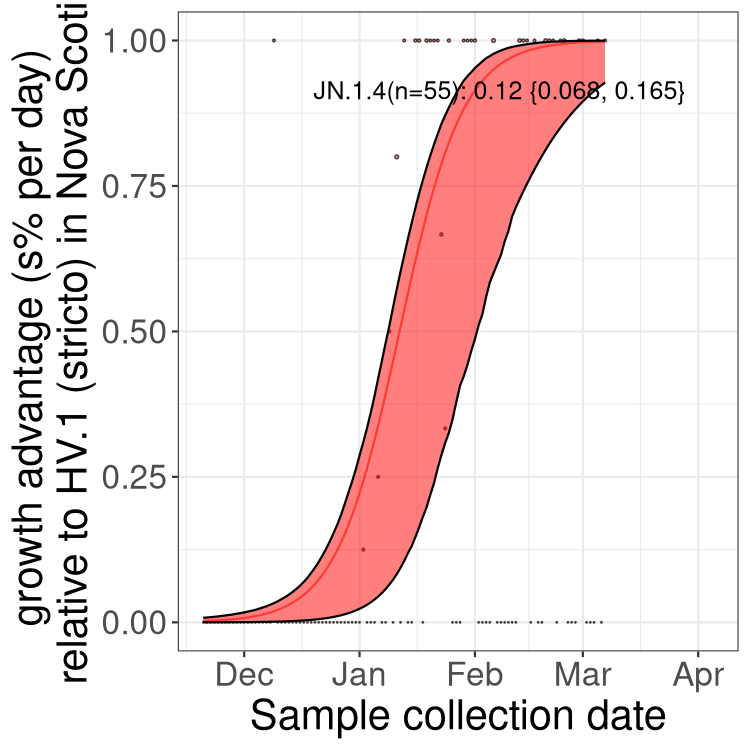 growth advantage (s% per day)
relative to HV.1 (stricto) in Nova Scoti
1.00
0.75
0.50
0.25
0.00
JN.1.4(n=55): 0.12 {0.068, 0.165}
Dec Jan Feb Mar Apr
Sample collection date